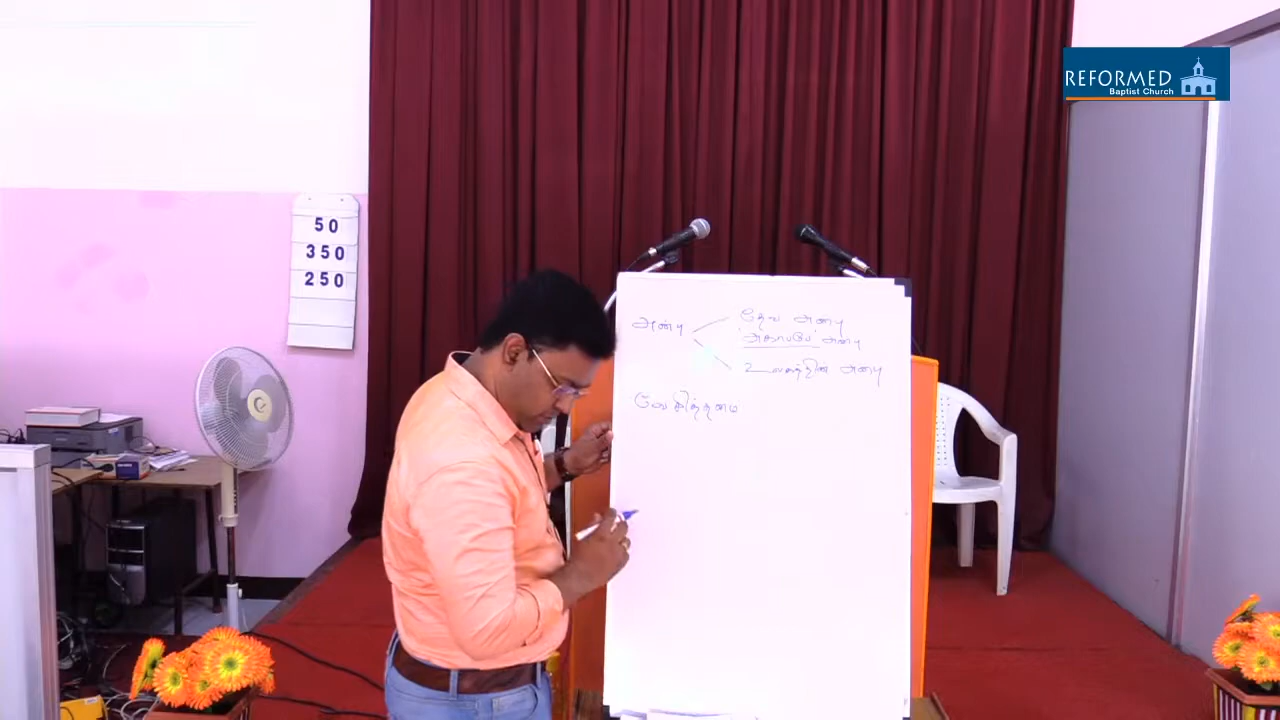 REFORMED
Baptist Church
50
350
250
அன்பு
தேவ அன்பு
'அகாப்பே' அன்பு
உலகத்தின் அன்பு